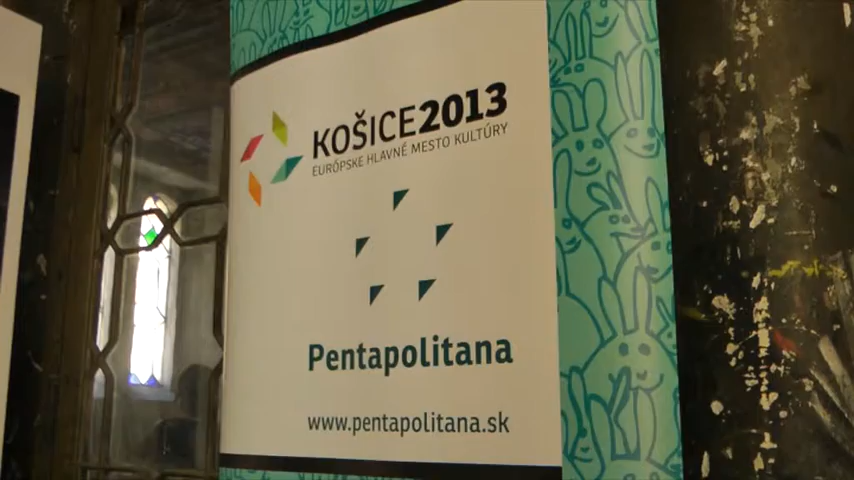 KOŠICE2013
EURÓPSKE HLAVNÉ MESTO KULTÚRY
Pentapolitana
www.pentapolitana.sk